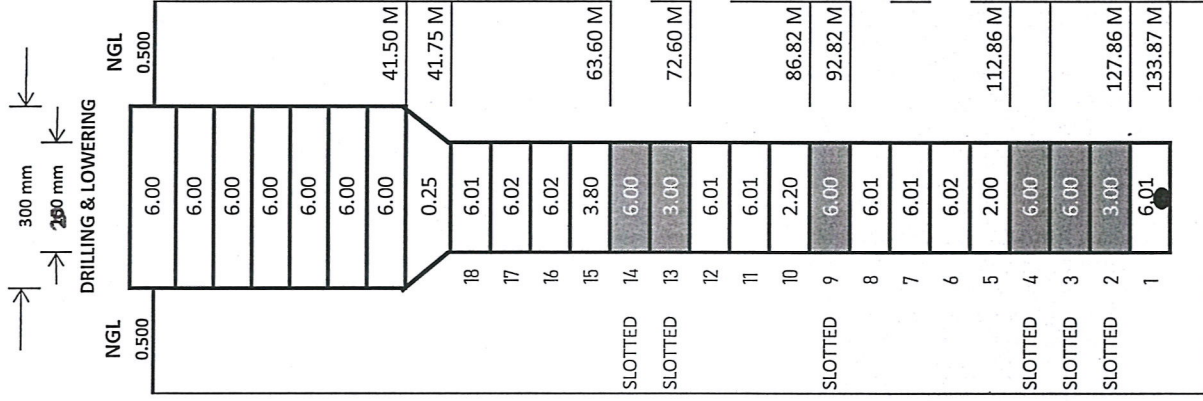 300 mm
mm
DRILLING & LOWERING
NGL NGL
0.500 0.500
6.00
6.00
6.00
6.00
6.00
6.00
6.00 41.50 M
0.25 41.75 M
18 6.01
17 6.02
16 6.02
15 3.80 63.60 M
SLOTTED 14 6.00
SLOTTED 13 3.00 72.60 M
12 6.01
11 6.01
10 2.20 86.82 M
SLOTTED 9 6.00 92.82 M
8 6.01
7 6.01
6 6.02
5 2.00 112.86 M
SLOTTED 4 6.00
SLOTTED 3 6.00
SLOTTED 2 3.00 127.86 M
1 6.01 133.87 M